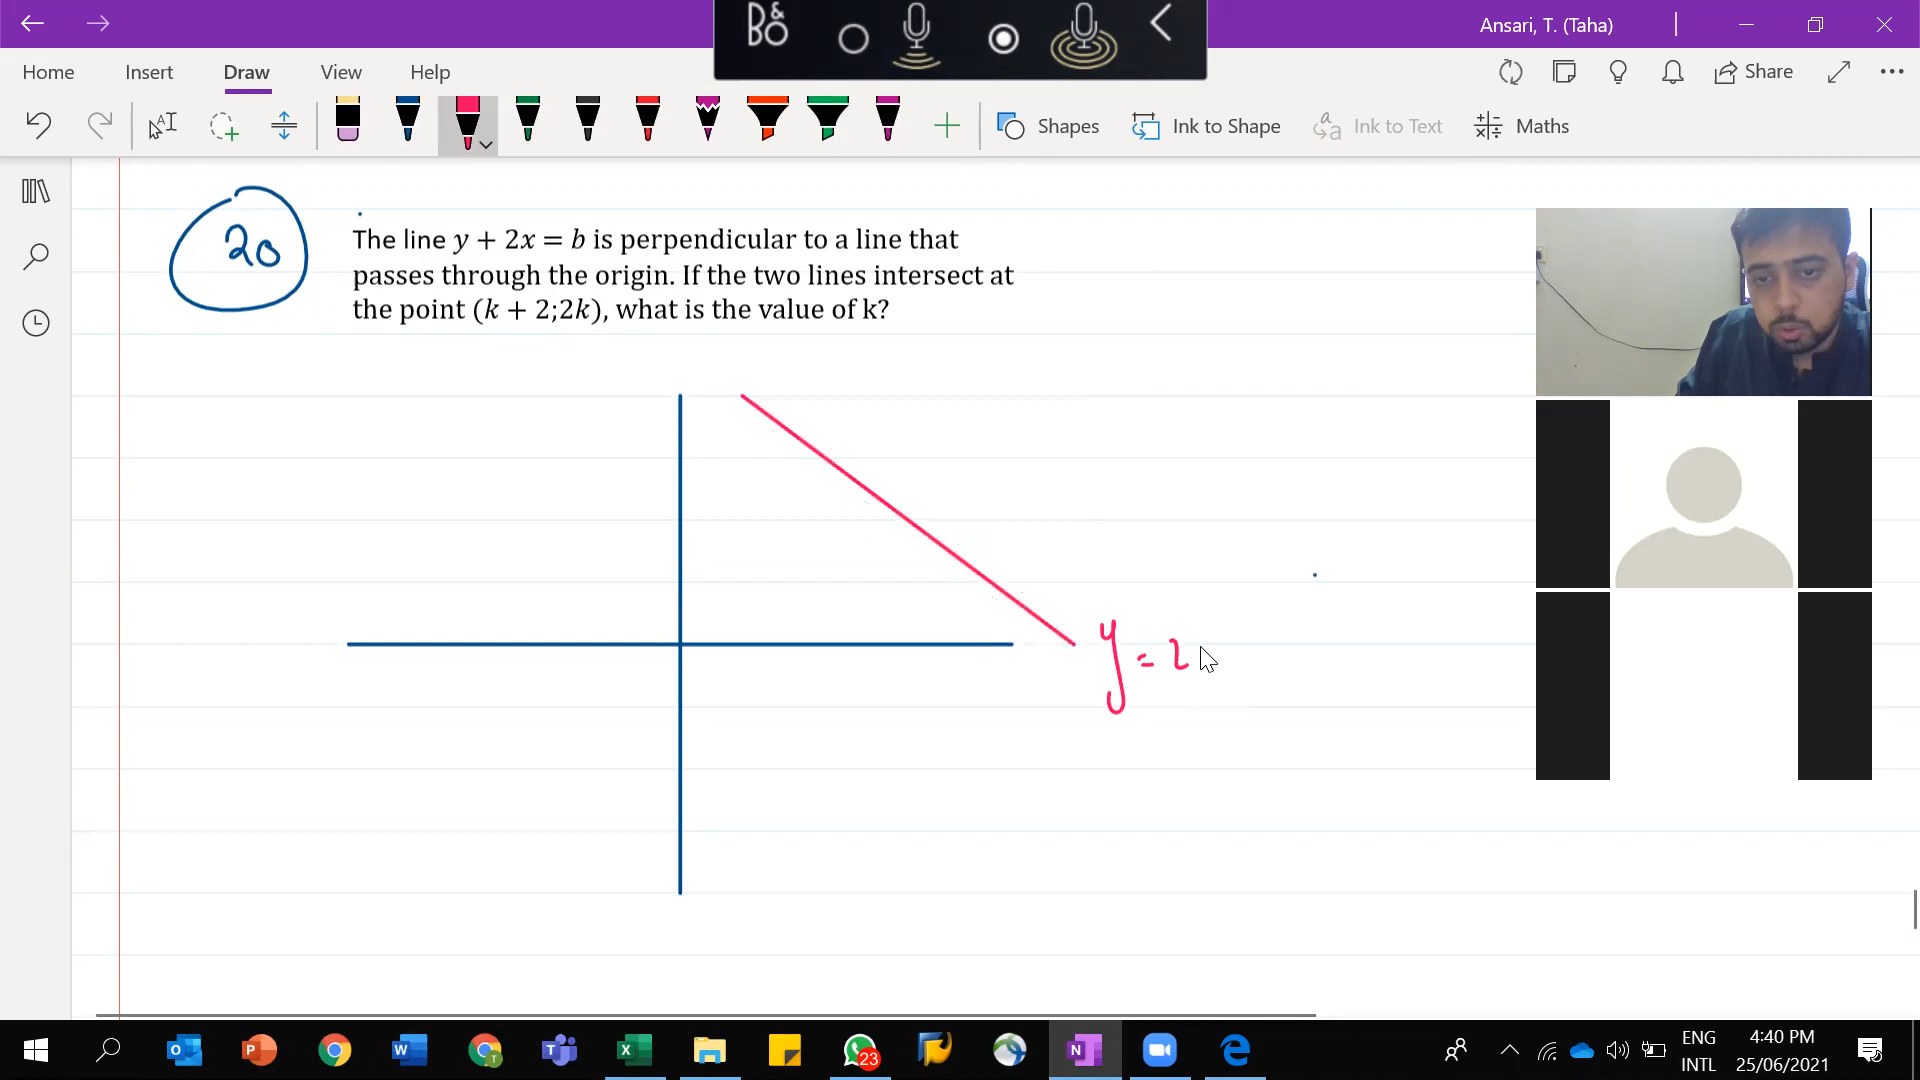 Ansari, T. (Taha)
B&O
Home Insert Draw View Help
Share
Shapes Ink to Shape Ink to Text Maths
20
The line y + 2x = b is perpendicular to a line that
passes through the origin. If the two lines intersect at
the point (k + 2;2k), what is the value of k?
y = 2
23
ENG
INTL
4:40 PM
25/06/2021